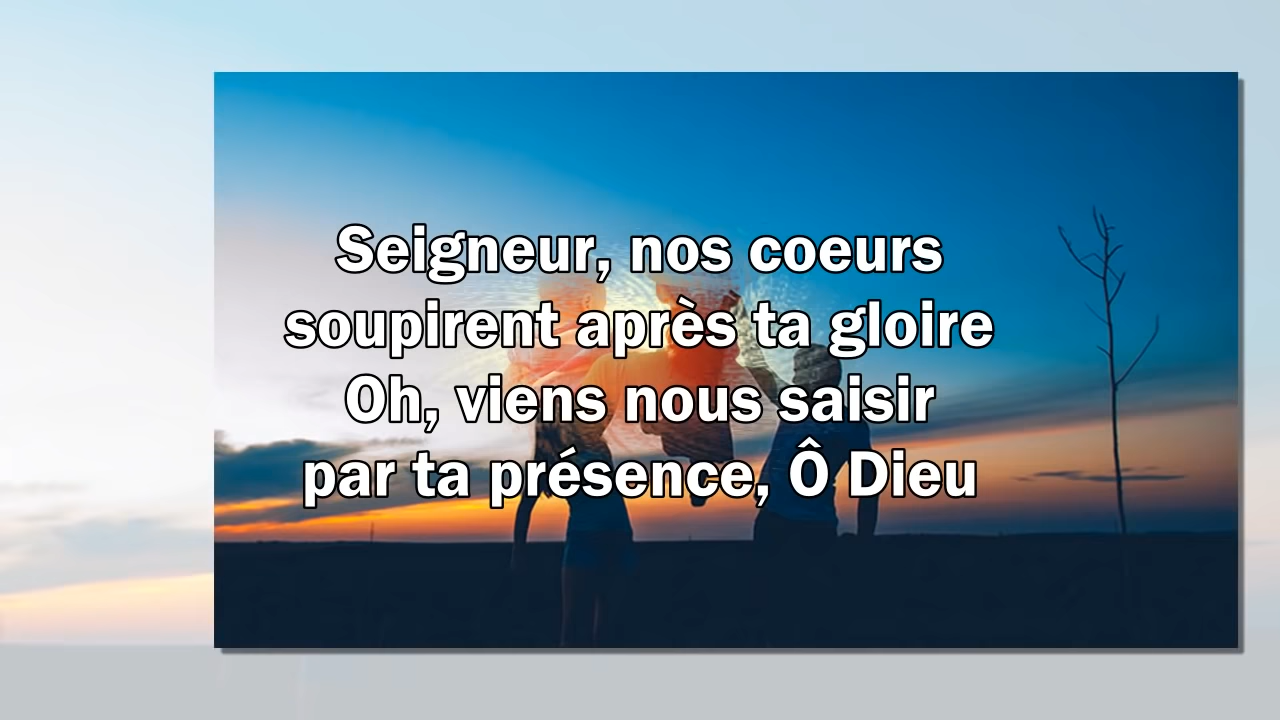 Seigneur, nos coeurs
soupirent après ta gloire
Oh, viens nous saisir
par ta présence, Ô Dieu